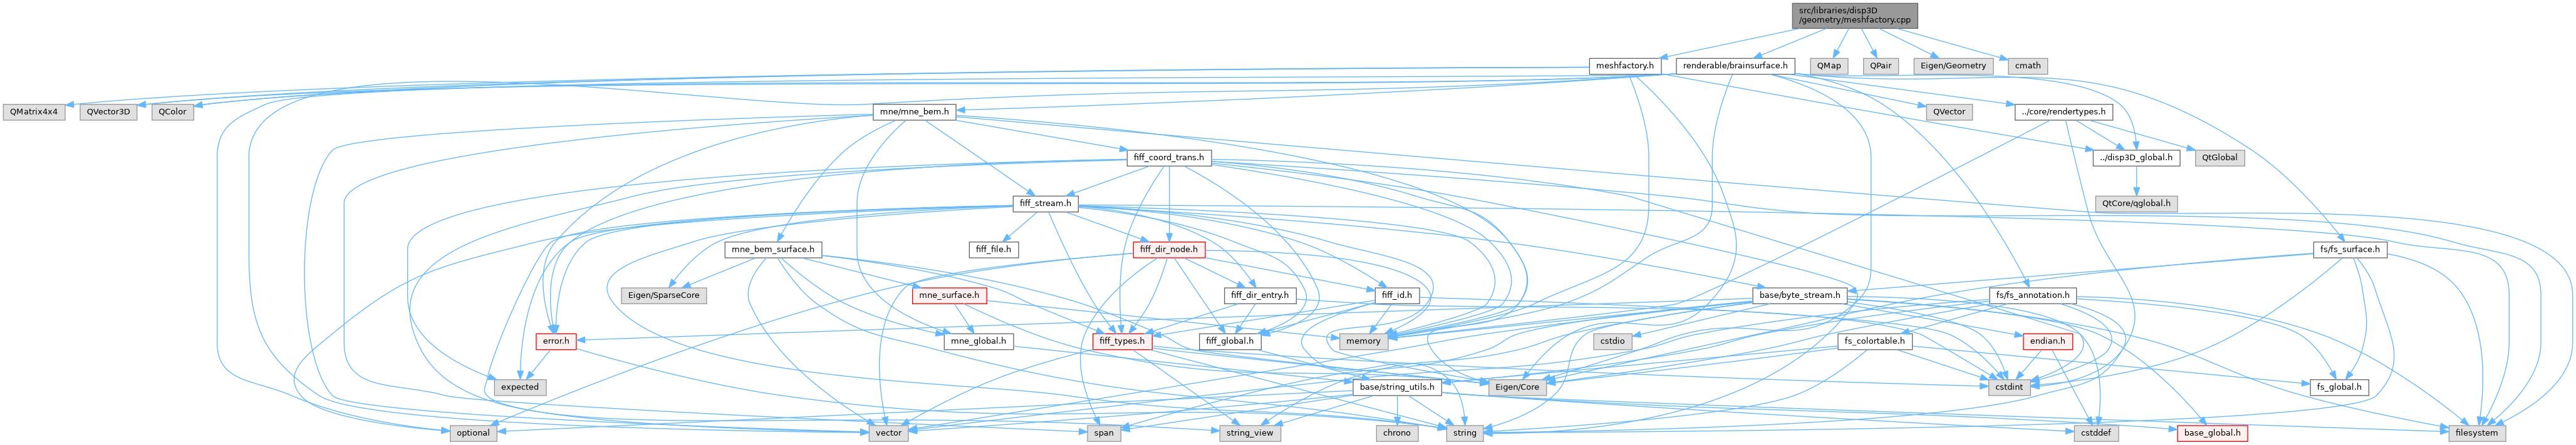 src/libraries/disp3D
/geometry/meshfactory.cpp
meshfactory.h
renderable/brainsurface.h
QMap
QPair
Eigen/Geometry
cmath
QMatrix4x4
QVector3D
QColor
mne/mne_bem.h
QVector
../core/rendertypes.h
fiff_coord_trans.h
../disp3D_global.h
QtGlobal
fiff_stream.h
QtCore/qglobal.h
mne_bem_surface.h
fiff_file.h
fiff_dir_node.h
fs/fs_surface.h
Eigen/SparseCore
mne_surface.h
fiff_dir_entry.h
fiff_id.h
base/byte_stream.h
fs/fs_annotation.h
error.h
mne_global.h
fiff_types.h
fiff_global.h
memory
cstdio
fs_colortable.h
endian.h
expected
base/string_utils.h
Eigen/Core
cstdint
fs_global.h
optional
vector
span
string_view
chrono
string
cstddef
base_global.h
filesystem